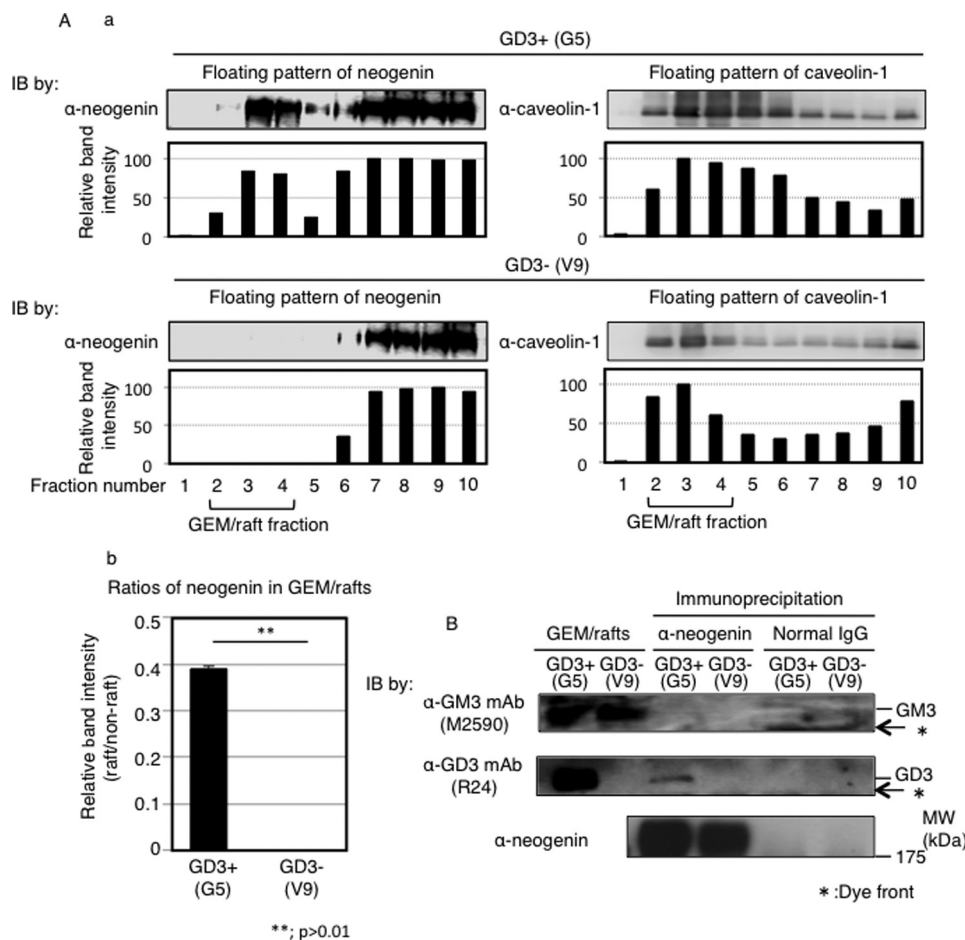 A a
GD3+ (G5)
IB by:
Floating pattern of neogenin
Floating pattern of caveolin-1
α-neogenin
α-caveolin-1
Relative band
intensity
100
50
0
100
50
0
GD3- (V9)
IB by:
Floating pattern of neogenin
Floating pattern of caveolin-1
α-neogenin
α-caveolin-1
Relative band
intensity
100
50
0
100
50
0
Fraction number 1 2 3 4 5 6 7 8 9 10
1 2 3 4 5 6 7 8 9 10
GEM/raft fraction
GEM/raft fraction
b
Ratios of neogenin in GEM/rafts
Relative band intensity
(raft/non-raft)
0.5
0.4
0.3
0.2
0.1
0
**
GD3+
(G5)
GD3-
(V9)
**; p>0.01
B
Immunoprecipitation
GEM/rafts α-neogenin Normal IgG
GD3+ GD3- GD3+ GD3- GD3+ GD3-
(G5) (V9) (G5) (V9) (G5) (V9)
IB by:
α-GM3 mAb
(M2590)
GM3
*
α-GD3 mAb
(R24)
GD3
*
α-neogenin
MW
(kDa)
175
* :Dye front